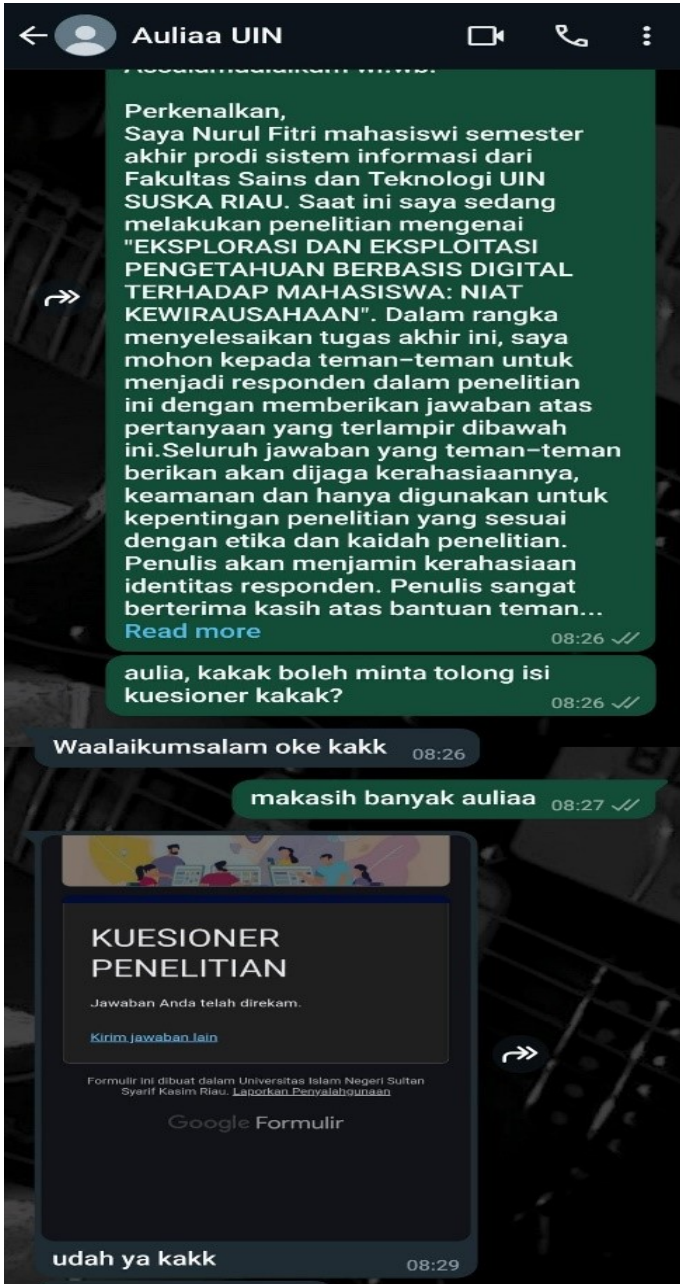 Auliaa UIN
Assalamualaikum wr.wb.
Perkenalkan,
Saya Nurul Fitri mahasiswi semester
akhir prodi sistem informasi dari
Fakultas Sains dan Teknologi UIN
SUSKA RIAU. Saat ini saya sedang
melakukan penelitian mengenai
"EKSPLORASI DAN EKSPLOITASI
PENGETAHUAN BERBASIS DIGITAL
TERHADAP MAHASISWA: NIAT
KEWIRAUSAHAAN". Dalam rangka
menyelesaikan tugas akhir ini, saya
mohon kepada teman-teman untuk
menjadi responden dalam penelitian
ini dengan memberikan jawaban atas
pertanyaan yang terlampir dibawah
ini.Seluruh jawaban yang teman-teman
berikan akan dijaga kerahasiaannya,
keamanan dan hanya digunakan untuk
kepentingan penelitian yang sesuai
dengan etika dan kaidah penelitian.
Penulis akan menjamin kerahasiaan
identitas responden. Penulis sangat
berterima kasih atas bantuan teman...
Read more 08:26
aulia, kakak boleh minta tolong isi
kuesioner kakak? 08:26
Waalaikumsalam oke kakk 08:26
makasih banyak auliaa 08:27
KUESIONER
PENELITIAN
Jawaban Anda telah direkam.
Kirim jawaban lain
Formulir ini dibuat dalam Universitas Islam Negeri Sultan
Syarif Kasim Riau. Laporkan Penyalahgunaan
Google Formulir
udah ya kakk 08:29